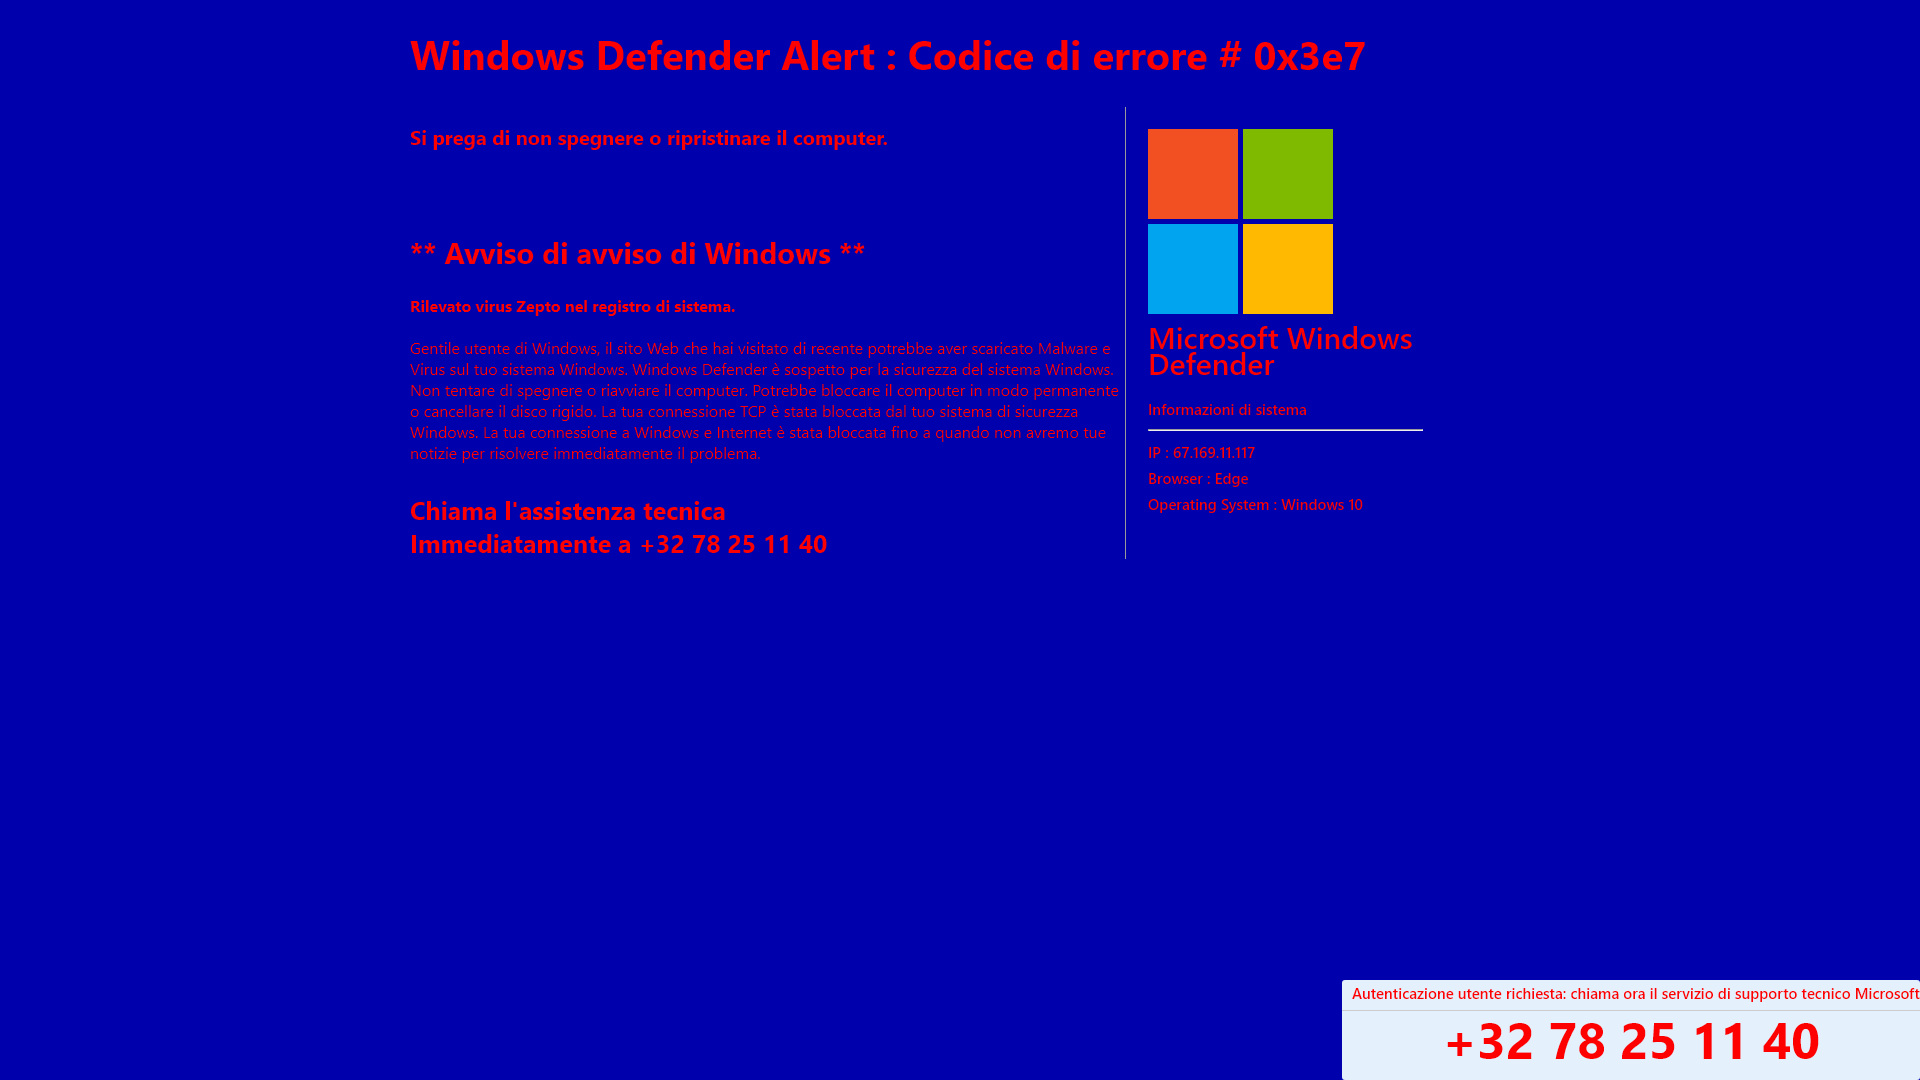 Windows Defender Alert : Codice di errore # 0x3e7
Si prega di non spegnere o ripristinare il computer.
** Avviso di avviso di Windows **
Rilevato virus Zepto nel registro di sistema.
Gentile utente di Windows, il sito Web che hai visitato di recente potrebbe aver scaricato Malware e
Virus sul tuo sistema Windows. Windows Defender è sospetto per la sicurezza del sistema Windows.
Non tentare di spegnere o riavviare il computer. Potrebbe bloccare il computer in modo permanente
o cancellare il disco rigido. La tua connessione TCP è stata bloccata dal tuo sistema di sicurezza
Windows. La tua connessione a Windows e Internet è stata bloccata fino a quando non avremo tue
notizie per risolvere immediatamente il problema.
Chiama l'assistenza tecnica
Immediatamente a +32 78 25 11 40
Microsoft Windows
Defender
Informazioni di sistema
IP : 67.169.11.117
Browser : Edge
Operating System : Windows 10
Autenticazione utente richiesta: chiama ora il servizio di supporto tecnico Microsoft
+32 78 25 11 40